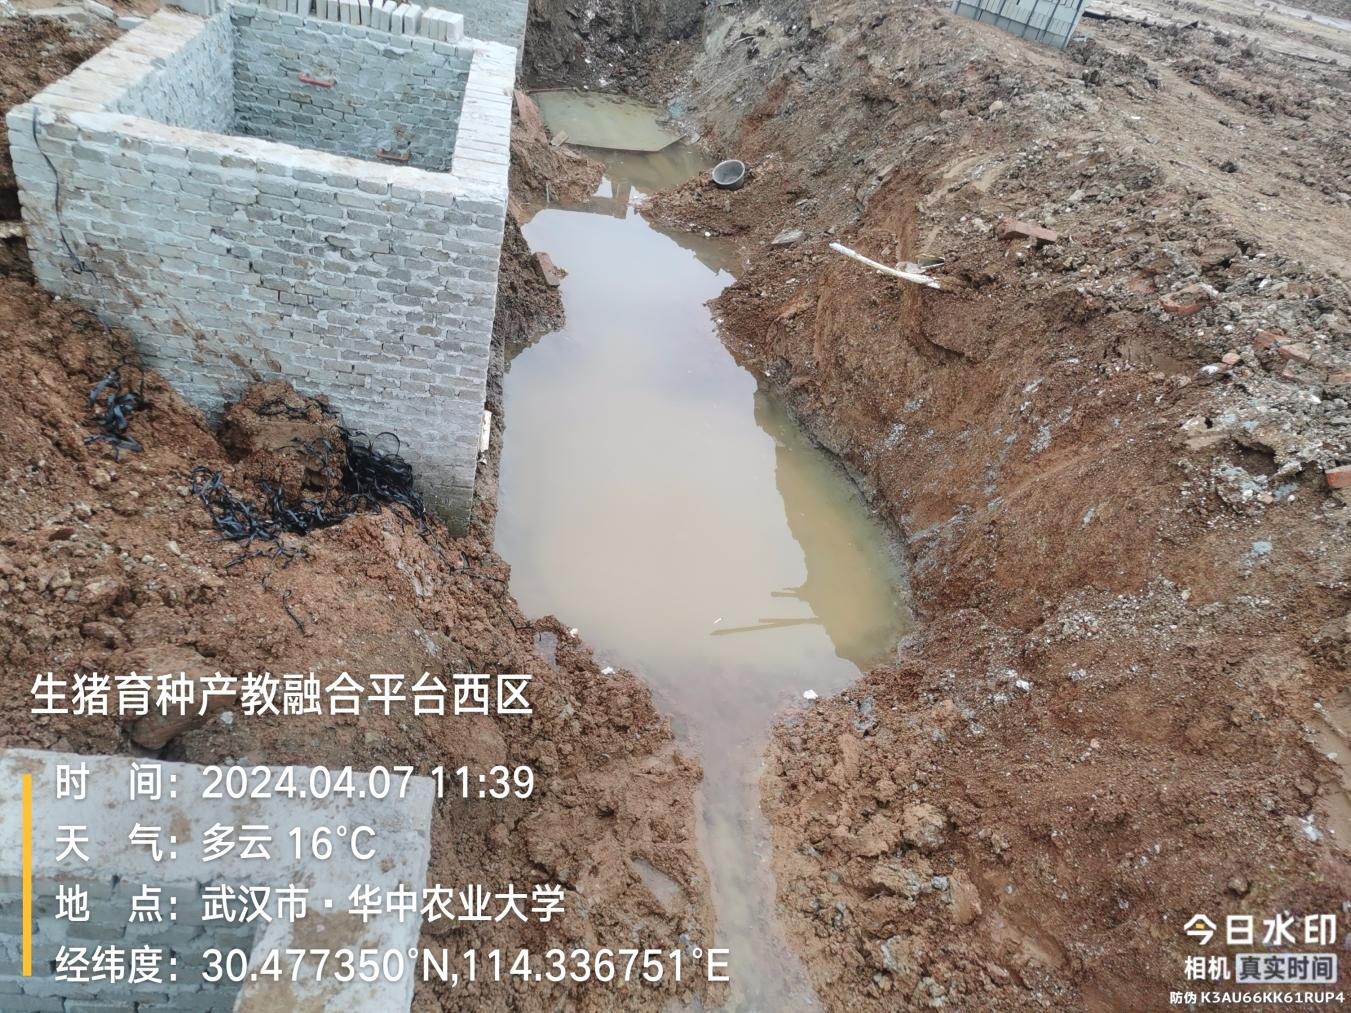 生猪育种产教融合平台西区
时 间：2024.04.07 11:39
天 气：多云 16℃
地 点：武汉市·华中农业大学
经纬度：30.477350°N,114.336751°E
今日水印
相机 真实时间
防伪 K3AU66KK61RUP4